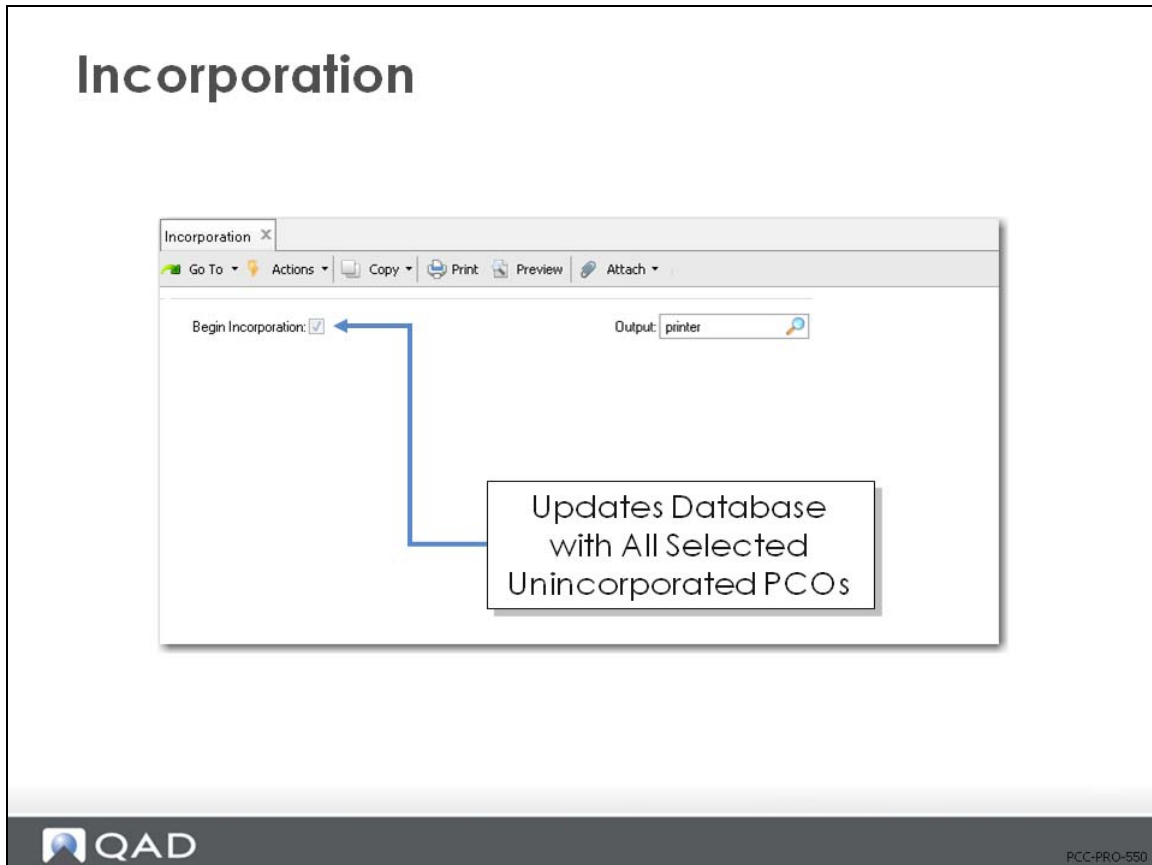 Incorporation
Incorporation
Go To Actions Copy Print Preview Attach
Begin Incorporation: Output: printer
Updates Database
with All Selected
Unincorporated PCOs
QAD
PCC-PRO-550